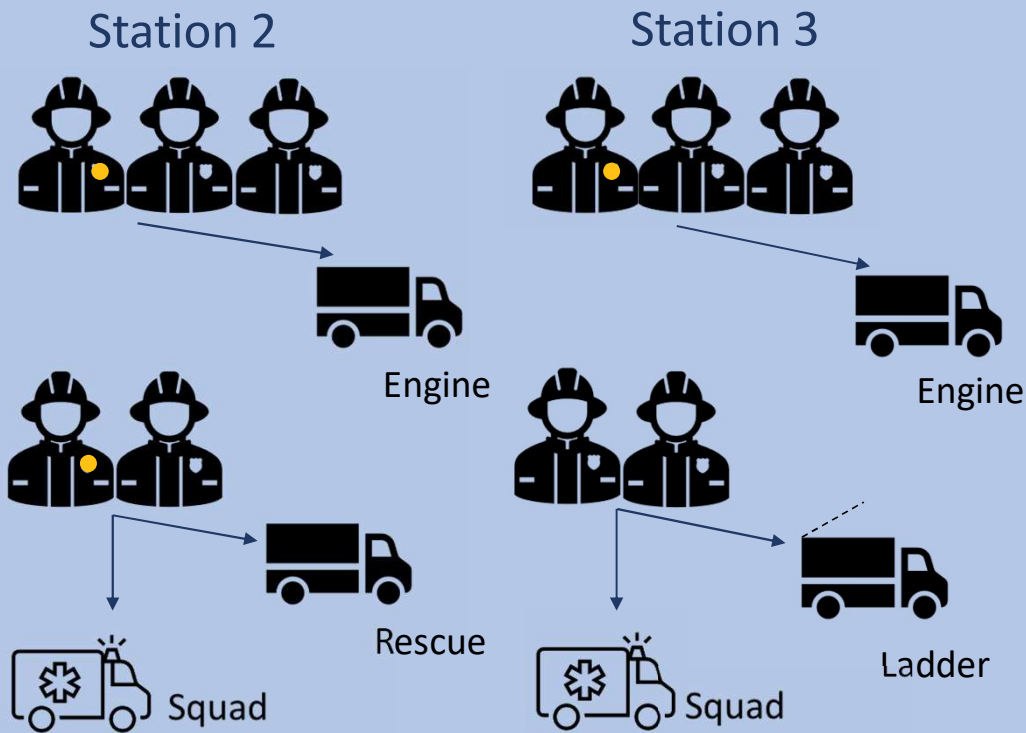 Station 2
Station 3
Engine
Engine
Rescue
Ladder
Squad
Squad